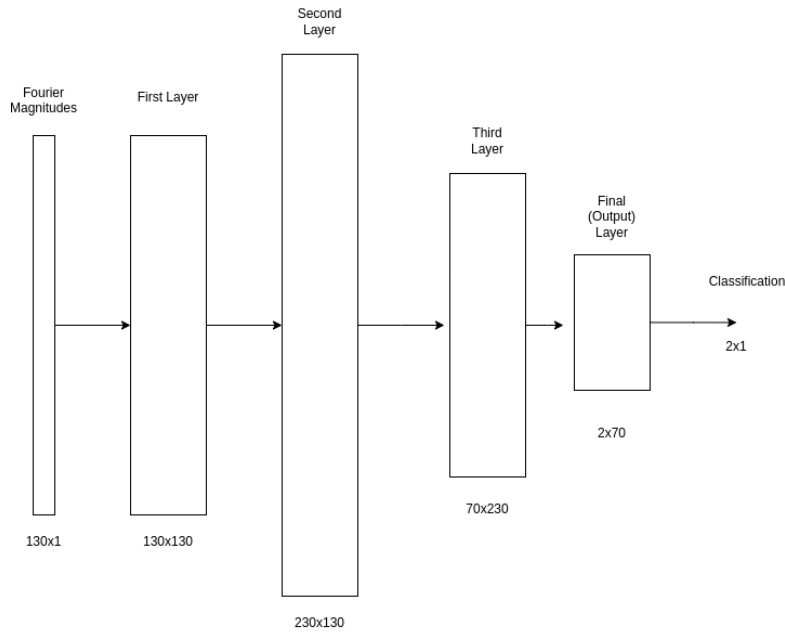 Fourier
Magnitudes
130x1
First Layer
130x130
Second
Layer
230x130
Third
Layer
70x230
Final
(Output)
Layer
2x70
Classification
2x1